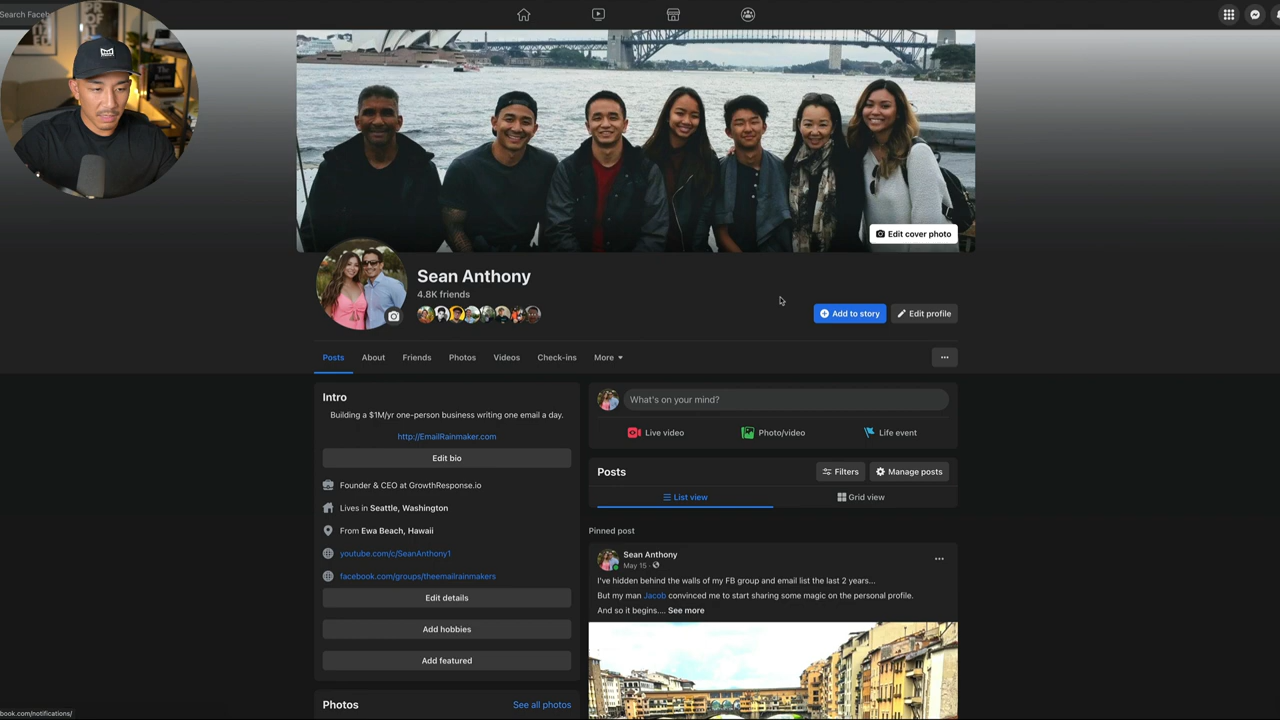 Search Faceb
Edit cover photo
Sean Anthony
4.8K friends
Add to story
Edit profile
Posts
About
Friends
Photos
Videos
Check-ins
More
Intro
Building a $1M/yr one-person business writing one email a day.
http://EmailRainmaker.com
Edit bio
Founder & CEO at GrowthResponse.io
Lives in Seattle, Washington
From Ewa Beach, Hawaii
youtube.com/c/SeanAnthony1
facebook.com/groups/theemailrainmakers
Edit details
Add hobbies
Add featured
Photos
See all photos
What's on your mind?
Live video
Photo/video
Life event
Posts
Filters
Manage posts
List view
Grid view
Pinned post
Sean Anthony
May 15
I've hidden behind the walls of my FB group and email list the last 2 years...
But my man Jacob convinced me to start sharing some magic on the personal profile.
And so it begins.... See more
book.com/notifications/